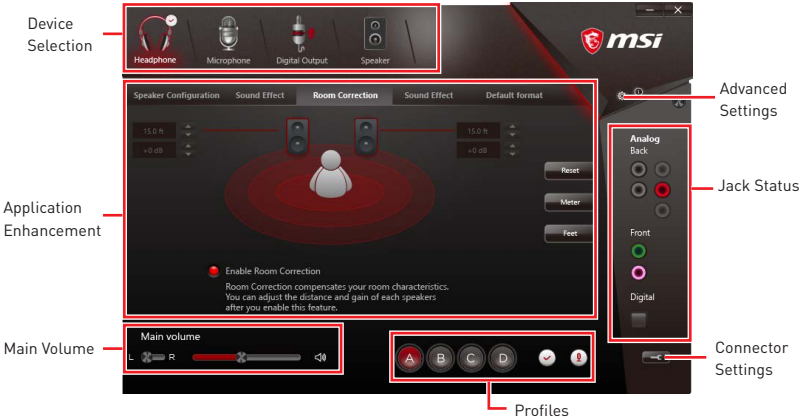 Device
Selection
Headphone
Microphone
Digital Output
Speaker
msi
Advanced
Settings
Speaker Configuration
Sound Effect
Room Correction
Sound Effect
Default format
15.0 ft
+0 dB
15.0 ft
+0 dB
Reset
Meter
Feet
Application
Enhancement
Enable Room Correction
Room Correction compensates your room characteristics.
You can adjust the distance and gain of each speakers
after you enable this feature.
Analog
Back
Front
Digital
Jack Status
Main Volume
Main volume
L
R
A
B
C
D
Connector
Settings
Profiles